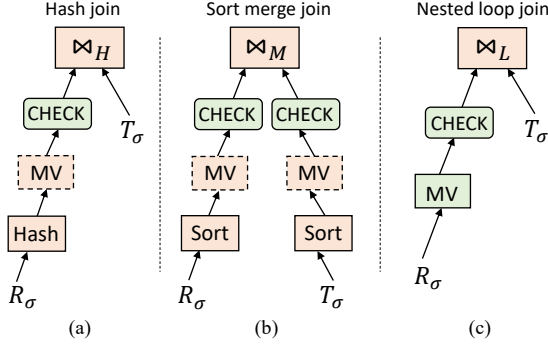 Hash join
Sort merge join
Nested loop join
⋈H
⋈M
⋈L
CHECK
CHECK
CHECK
CHECK
Tσ
Tσ
MV
MV
MV
MV
Hash
Sort
Sort
Rσ
Rσ
Tσ
Rσ
(a)
(b)
(c)